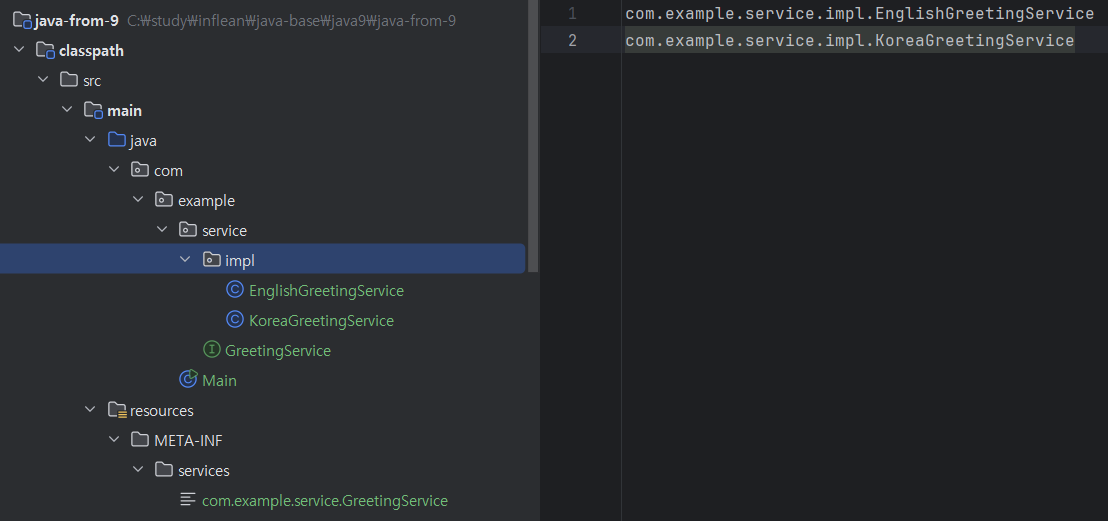 java-from-9 C:₩study₩inflean₩java-base₩java9₩java-from-9
classpath
src
main
java
com
example
service
impl
EnglishGreetingService
KoreaGreetingService
GreetingService
Main
resources
META-INF
services
com.example.service.GreetingService
1 com.example.service.impl.EnglishGreetingService
2 com.example.service.impl.KoreaGreetingService